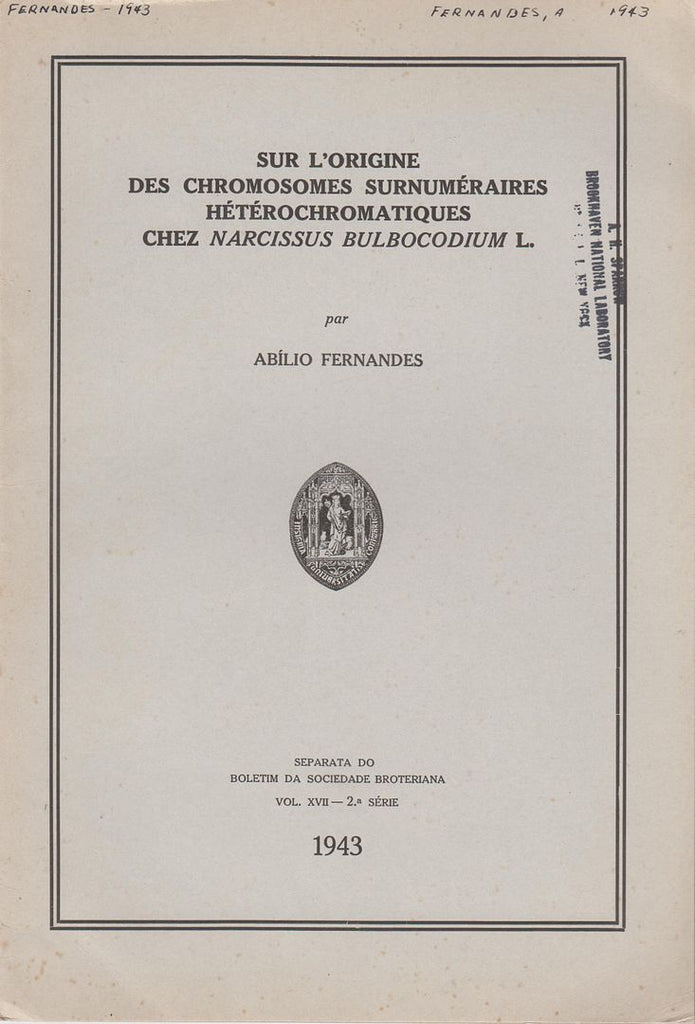 FERNANDES - 1943
FERNANDES, A 1943
SUR L'ORIGINE
DES CHROMOSOMES SURNUMÉRAIRES
HÉTÉROCHROMATIQUES
CHEZ NARCISSUS BULBOCODIUM L.
par
ABÍLIO FERNANDES
A. H. SPARROW
BROOKHAVEN NATIONAL LABORATORY
NEW YORK
SEPARATA DO
BOLETIM DA SOCIEDADE BROTERIANA
VOL. XVII — 2.ª SÉRIE
1943